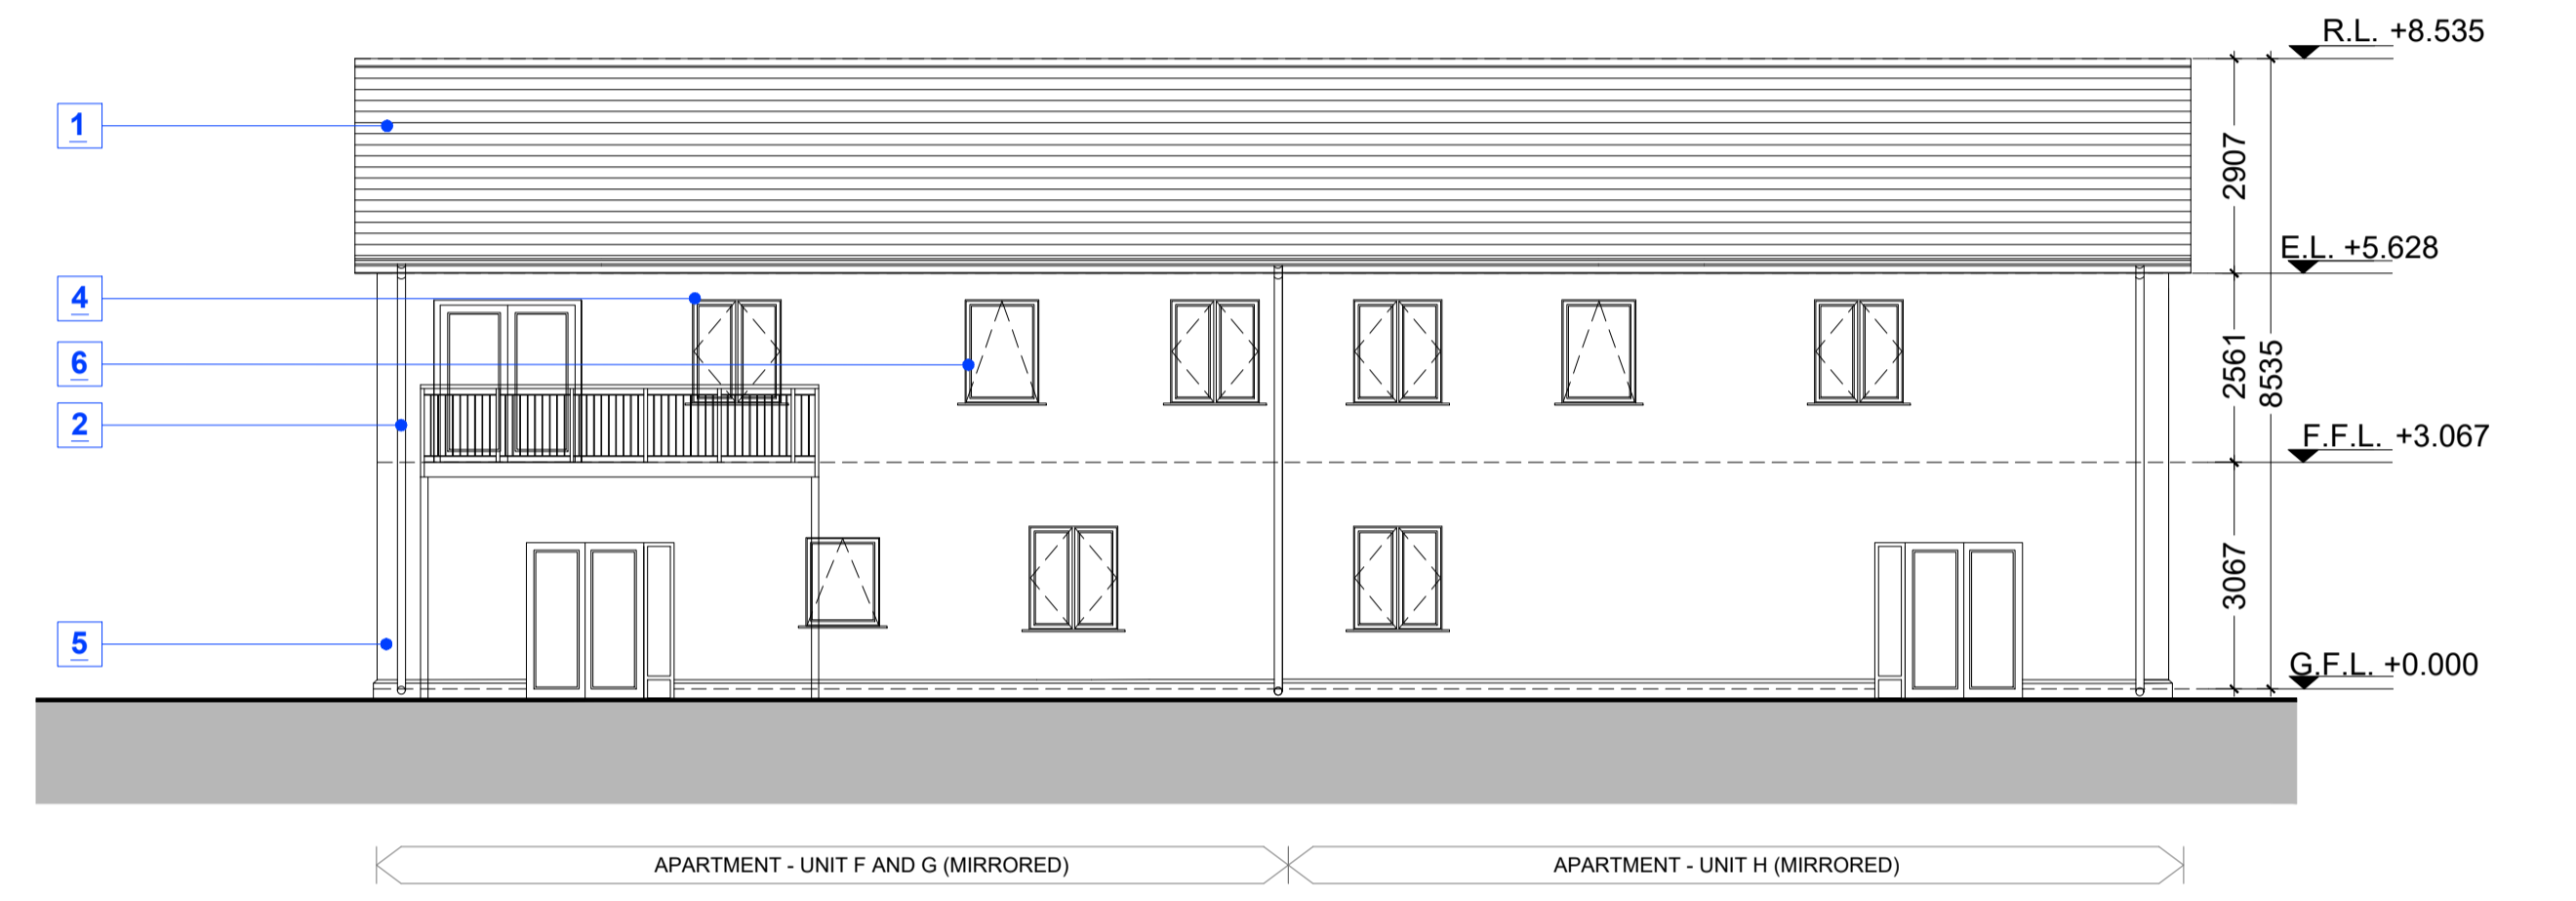 R.L. +8.535
1
2907
E.L. +5.628
4
6
2561
8535
2
F.F.L. +3.067
3067
5
G.F.L. +0.000
APARTMENT - UNIT F AND G (MIRRORED)
APARTMENT - UNIT H (MIRRORED)